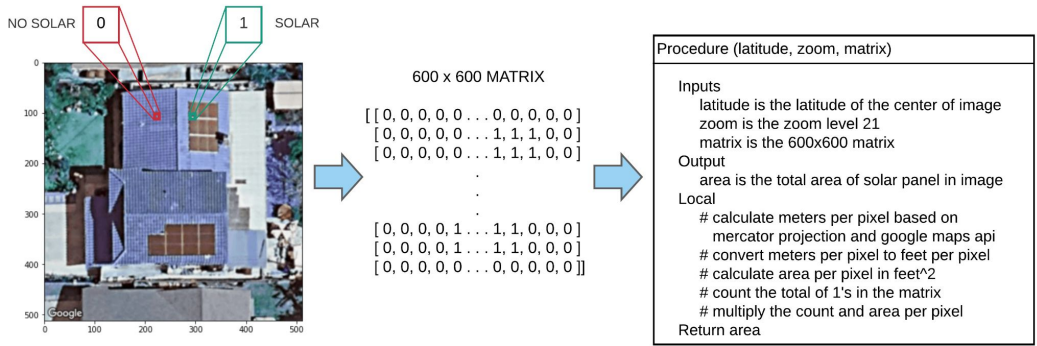 NO SOLAR 0 1 SOLAR
0
100
200
300
400
500
0 100 200 300 400 500
Google
600 x 600 MATRIX
[ [ 0, 0, 0, 0, 0 . . . 0, 0, 0, 0, 0 ]
[ 0, 0, 0, 0, 0 . . . 1, 1, 1, 0, 0 ]
[ 0, 0, 0, 0, 0 . . . 1, 1, 1, 0, 0 ]
.
.
.
[ 0, 0, 0, 0, 1 . . . 1, 1, 0, 0, 0 ]
[ 0, 0, 0, 0, 1 . . . 1, 1, 0, 0, 0 ]
[ 0, 0, 0, 0, 0 . . . 0, 0, 0, 0, 0 ]]
Procedure (latitude, zoom, matrix)
Inputs
latitude is the latitude of the center of image
zoom is the zoom level 21
matrix is the 600x600 matrix
Output
area is the total area of solar panel in image
Local
# calculate meters per pixel based on
mercator projection and google maps api
# convert meters per pixel to feet per pixel
# calculate area per pixel in feet^2
# count the total of 1's in the matrix
# multiply the count and area per pixel
Return area